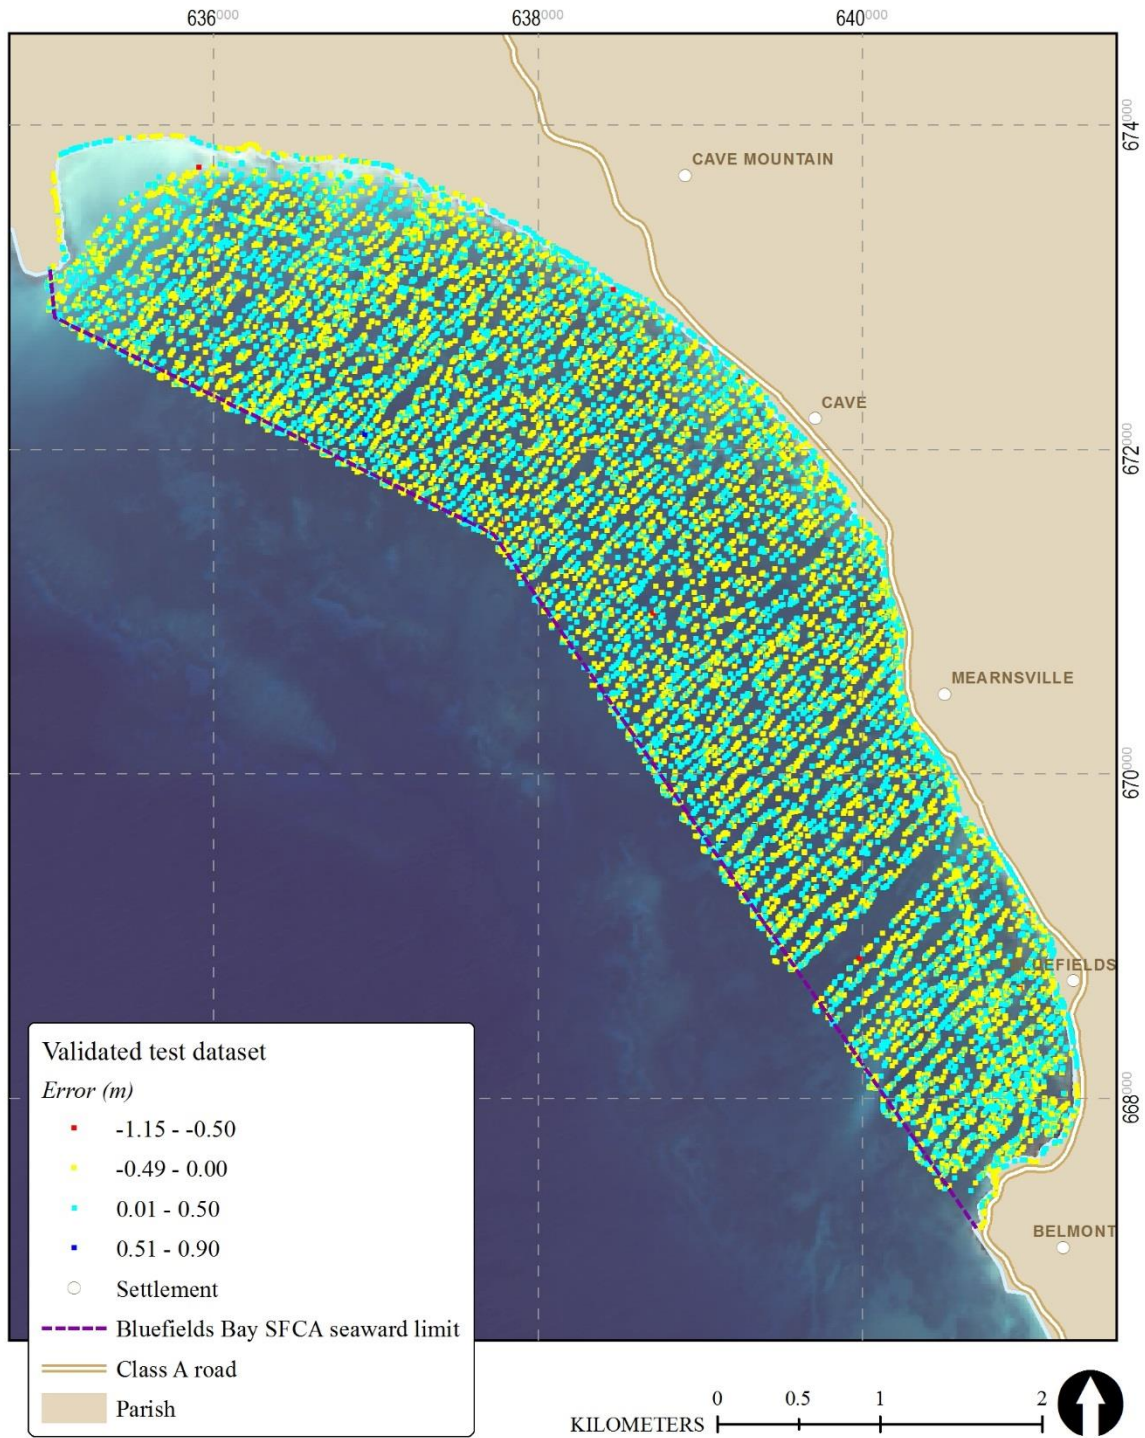 636000 638000 640000
674000
CAVE MOUNTAIN
CAVE
672000
MEARNSVILLE
670000
LUEFIELDS
668000
BELMONT
Validated test dataset
Error (m)
-1.15 - -0.50
-0.49 - 0.00
0.01 - 0.50
0.51 - 0.90
Settlement
Bluefields Bay SFCA seaward limit
Class A road
Parish
0 0.5 1 2
KILOMETERS